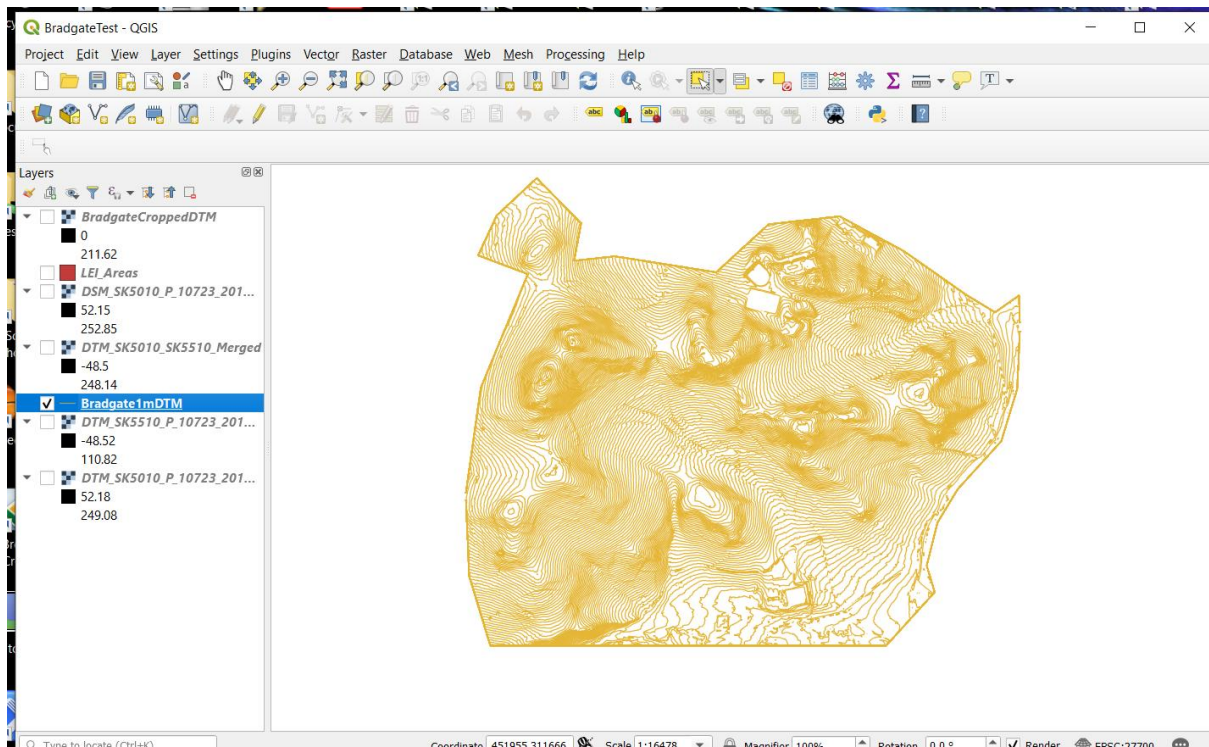 BradgateTest - QGIS
Project Edit View Layer Settings Plugins Vector Raster Database Web Mesh Processing Help
Layers
BradgateCroppedDTM
0
211.62
LEI_Areas
DSM_SK5010_P_10723_201...
52.15
252.85
DTM_SK5010_SK5510_Merged
-48.5
248.14
Bradgate1mDTM
DTM_SK5510_P_10723_201...
-48.52
110.82
DTM_SK5010_P_10723_201...
52.18
249.08
Type to locate (Ctrl+K) Coordinate 451955,311666 Scale 1:16478 Magnifier 100% Rotation 0.0 ° Render EPSG:27700